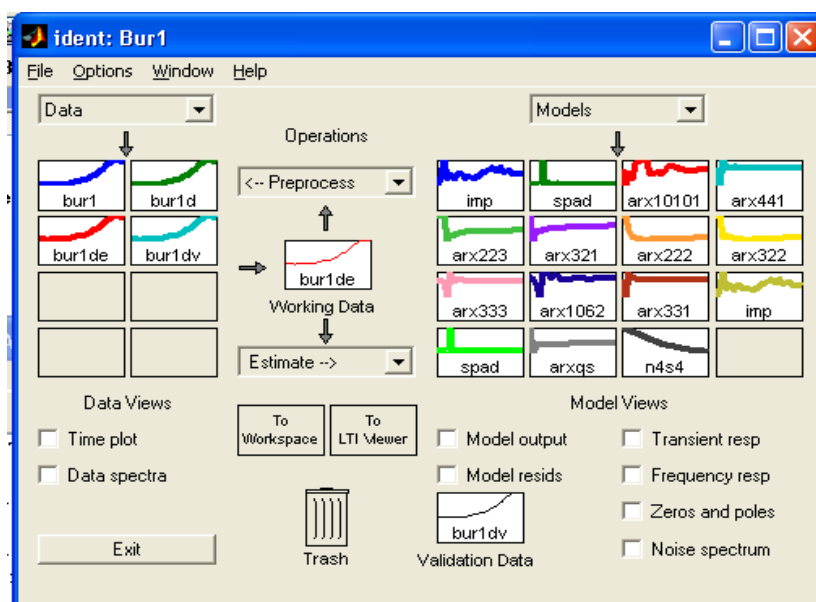 ident: Bur1
File Options Window Help
Data
Models
Operations
<-- Preprocess
bur1 bur1d
imp spad arx10101 arx441
bur1de bur1dv
bur1de
arx223 arx321 arx222 arx322
Working Data
arx333 arx1062 arx331 imp
Estimate -->
spad arxqs n4s4
Data Views
Model Views
To Workspace
To LTI Viewer
Time plot
Model output
Transient resp
Data spectra
Model resids
Frequency resp
Zeros and poles
bur1dv
Exit
Trash
Validation Data
Noise spectrum